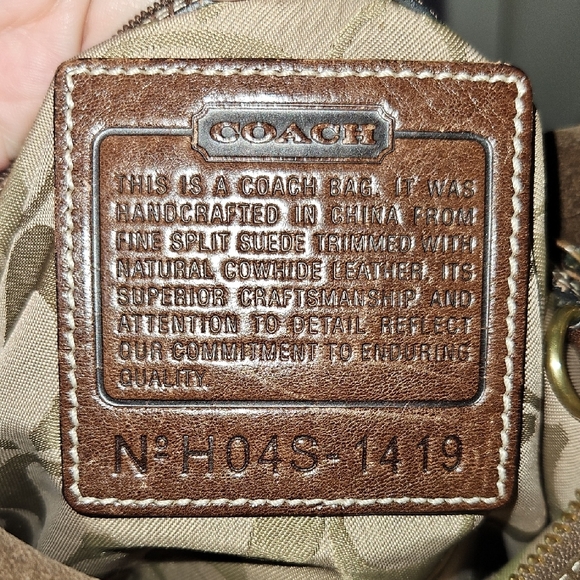 COACH
THIS IS A COACH BAG. IT WAS
HANDCRAFTED IN CHINA FROM
FINE SPLIT SUEDE TRIMMED WITH
NATURAL COWHIDE LEATHER. ITS
SUPERIOR CRAFTSMANSHIP AND
ATTENTION TO DETAIL REFLECT
OUR COMMITMENT TO ENDURING
QUALITY.
Nº H04S-1419